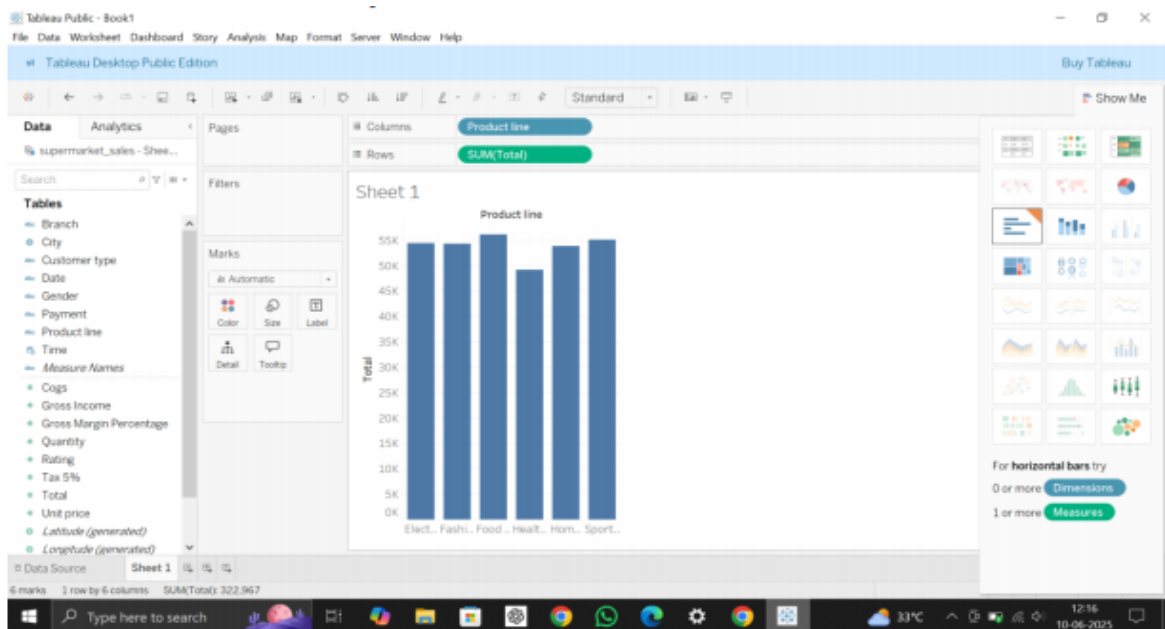 Tableau Public - Book1
File Data Worksheet Dashboard Story Analysis Map Format Server Window Help
Tableau Desktop Public Edition
Buy Tableau
Standard
Show Me
Data
Analytics
supermarket_sales - Shee...
Search
Tables
Abc Branch
City
Abc Customer type
Abc Date
Abc Gender
Abc Payment
Abc Product line
Time
Abc Measure Names
Cogs
Gross Income
Gross Margin Percentage
Quantity
Rating
Tax 5%
Total
Unit price
Latitude (generated)
Longitude (generated)
Pages
Filters
Marks
Automatic
Color Size Label
Detail Tooltip
Columns Product line
Rows SUM(Total)
Sheet 1
Product line
55K
50K
45K
40K
35K
30K
25K
20K
15K
10K
5K
0K
Total
Elect.. Fashi.. Food .. Healt.. Hom.. Sport..
For horizontal bars try
0 or more Dimensions
1 or more Measures
Data Source Sheet 1
6 marks 1 row by 6 columns SUM(Total): 322,967
Type here to search
33°C
12:16
10-06-2025